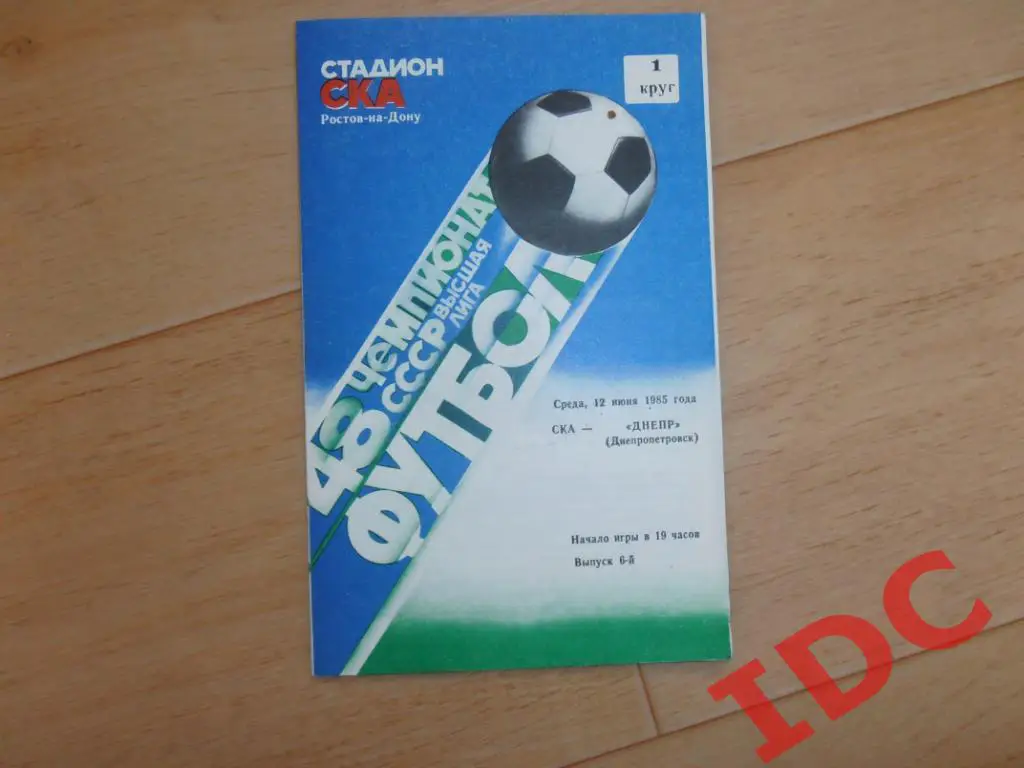 СТАДИОН
СКА
Ростов-на-Дону
1
круг
48 ЧЕМПИОНАТ
СССР
ВЫСШАЯ
ЛИГА
ФУТБОЛ
Среда, 12 июня 1985 года
СКА — «ДНЕПР»
(Днепропетровск)
Начало игры в 19 часов
Выпуск 6-й
IDC